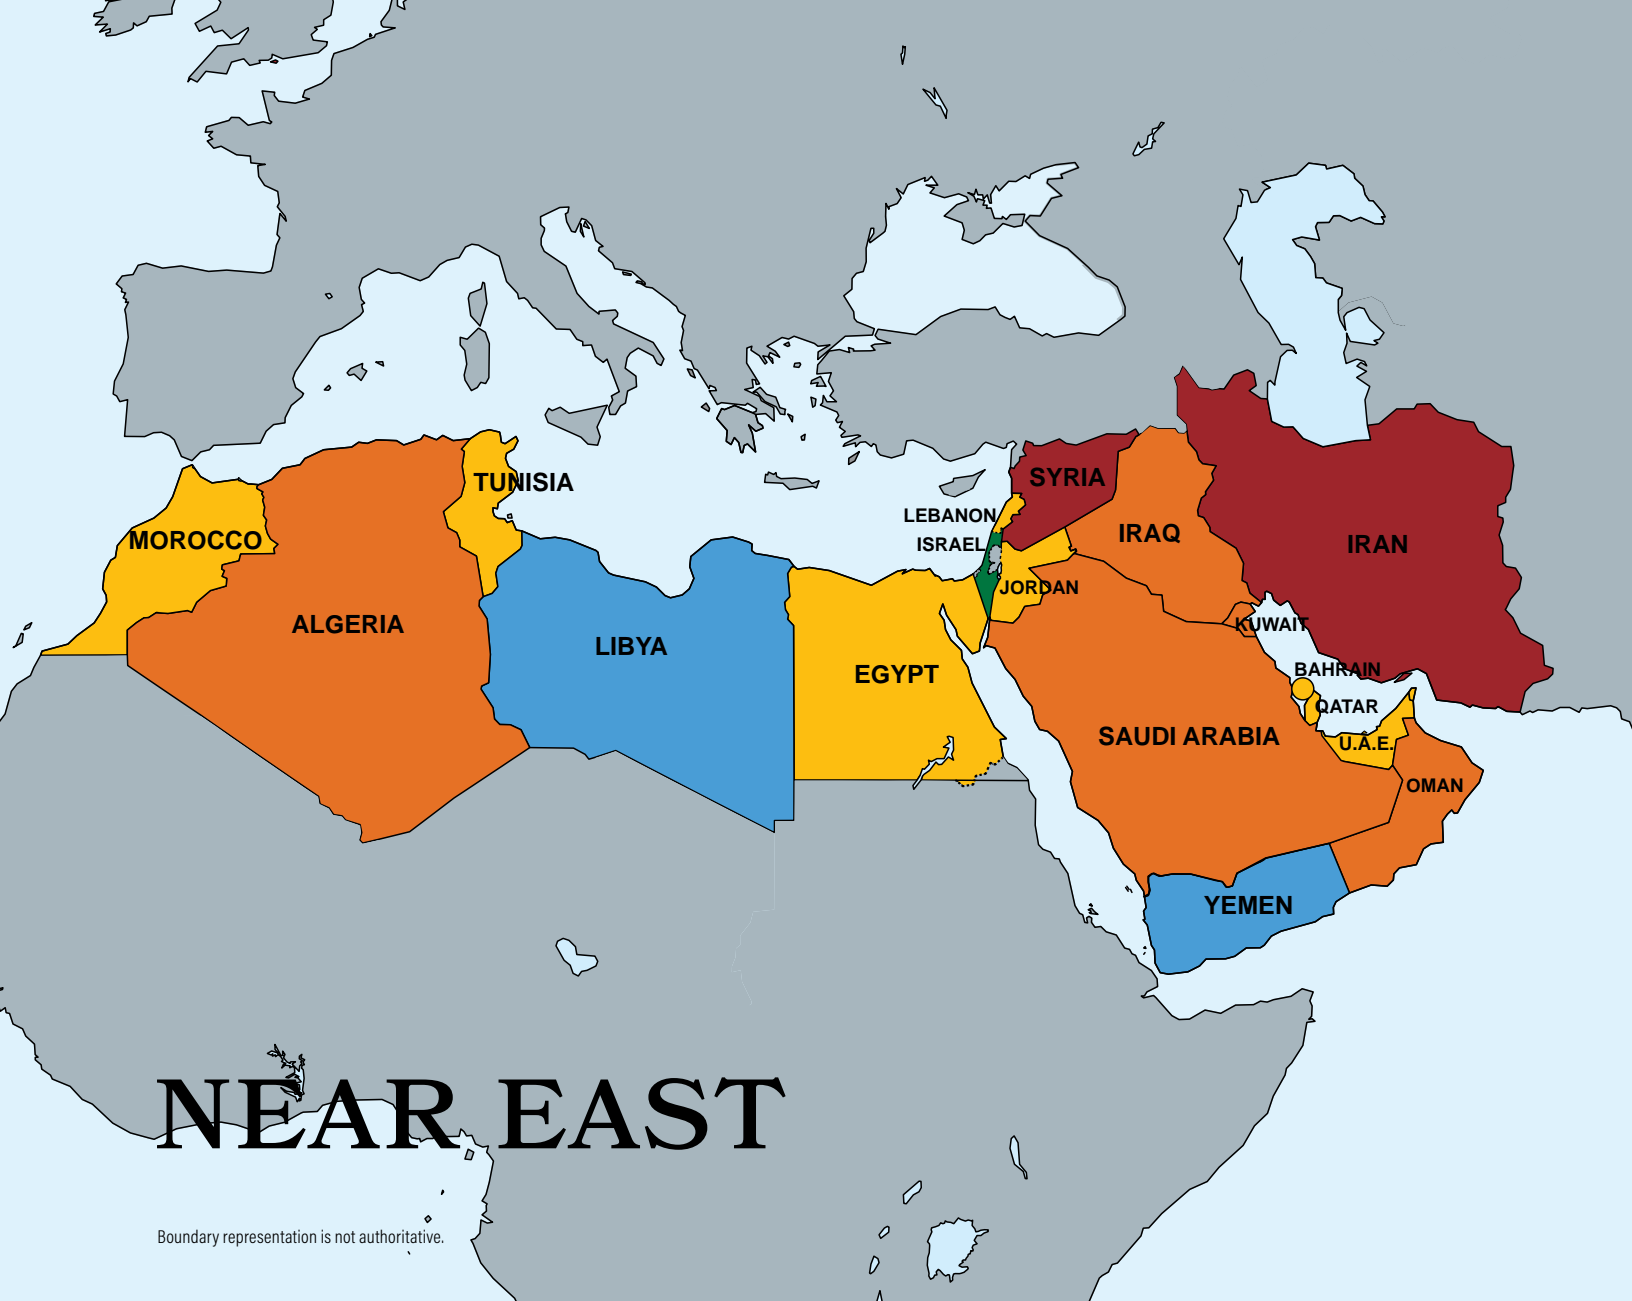 SYRIA
TUNISIA
LEBANON
MOROCCO
IRAQ
ISRAEL
IRAN
JORDAN
ALGERIA
KUWAIT
LIBYA
BAHRAIN
EGYPT
QATAR
SAUDI ARABIA
U.A.E.
OMAN
YEMEN
NEAR EAST
Boundary representation is not authoritative.